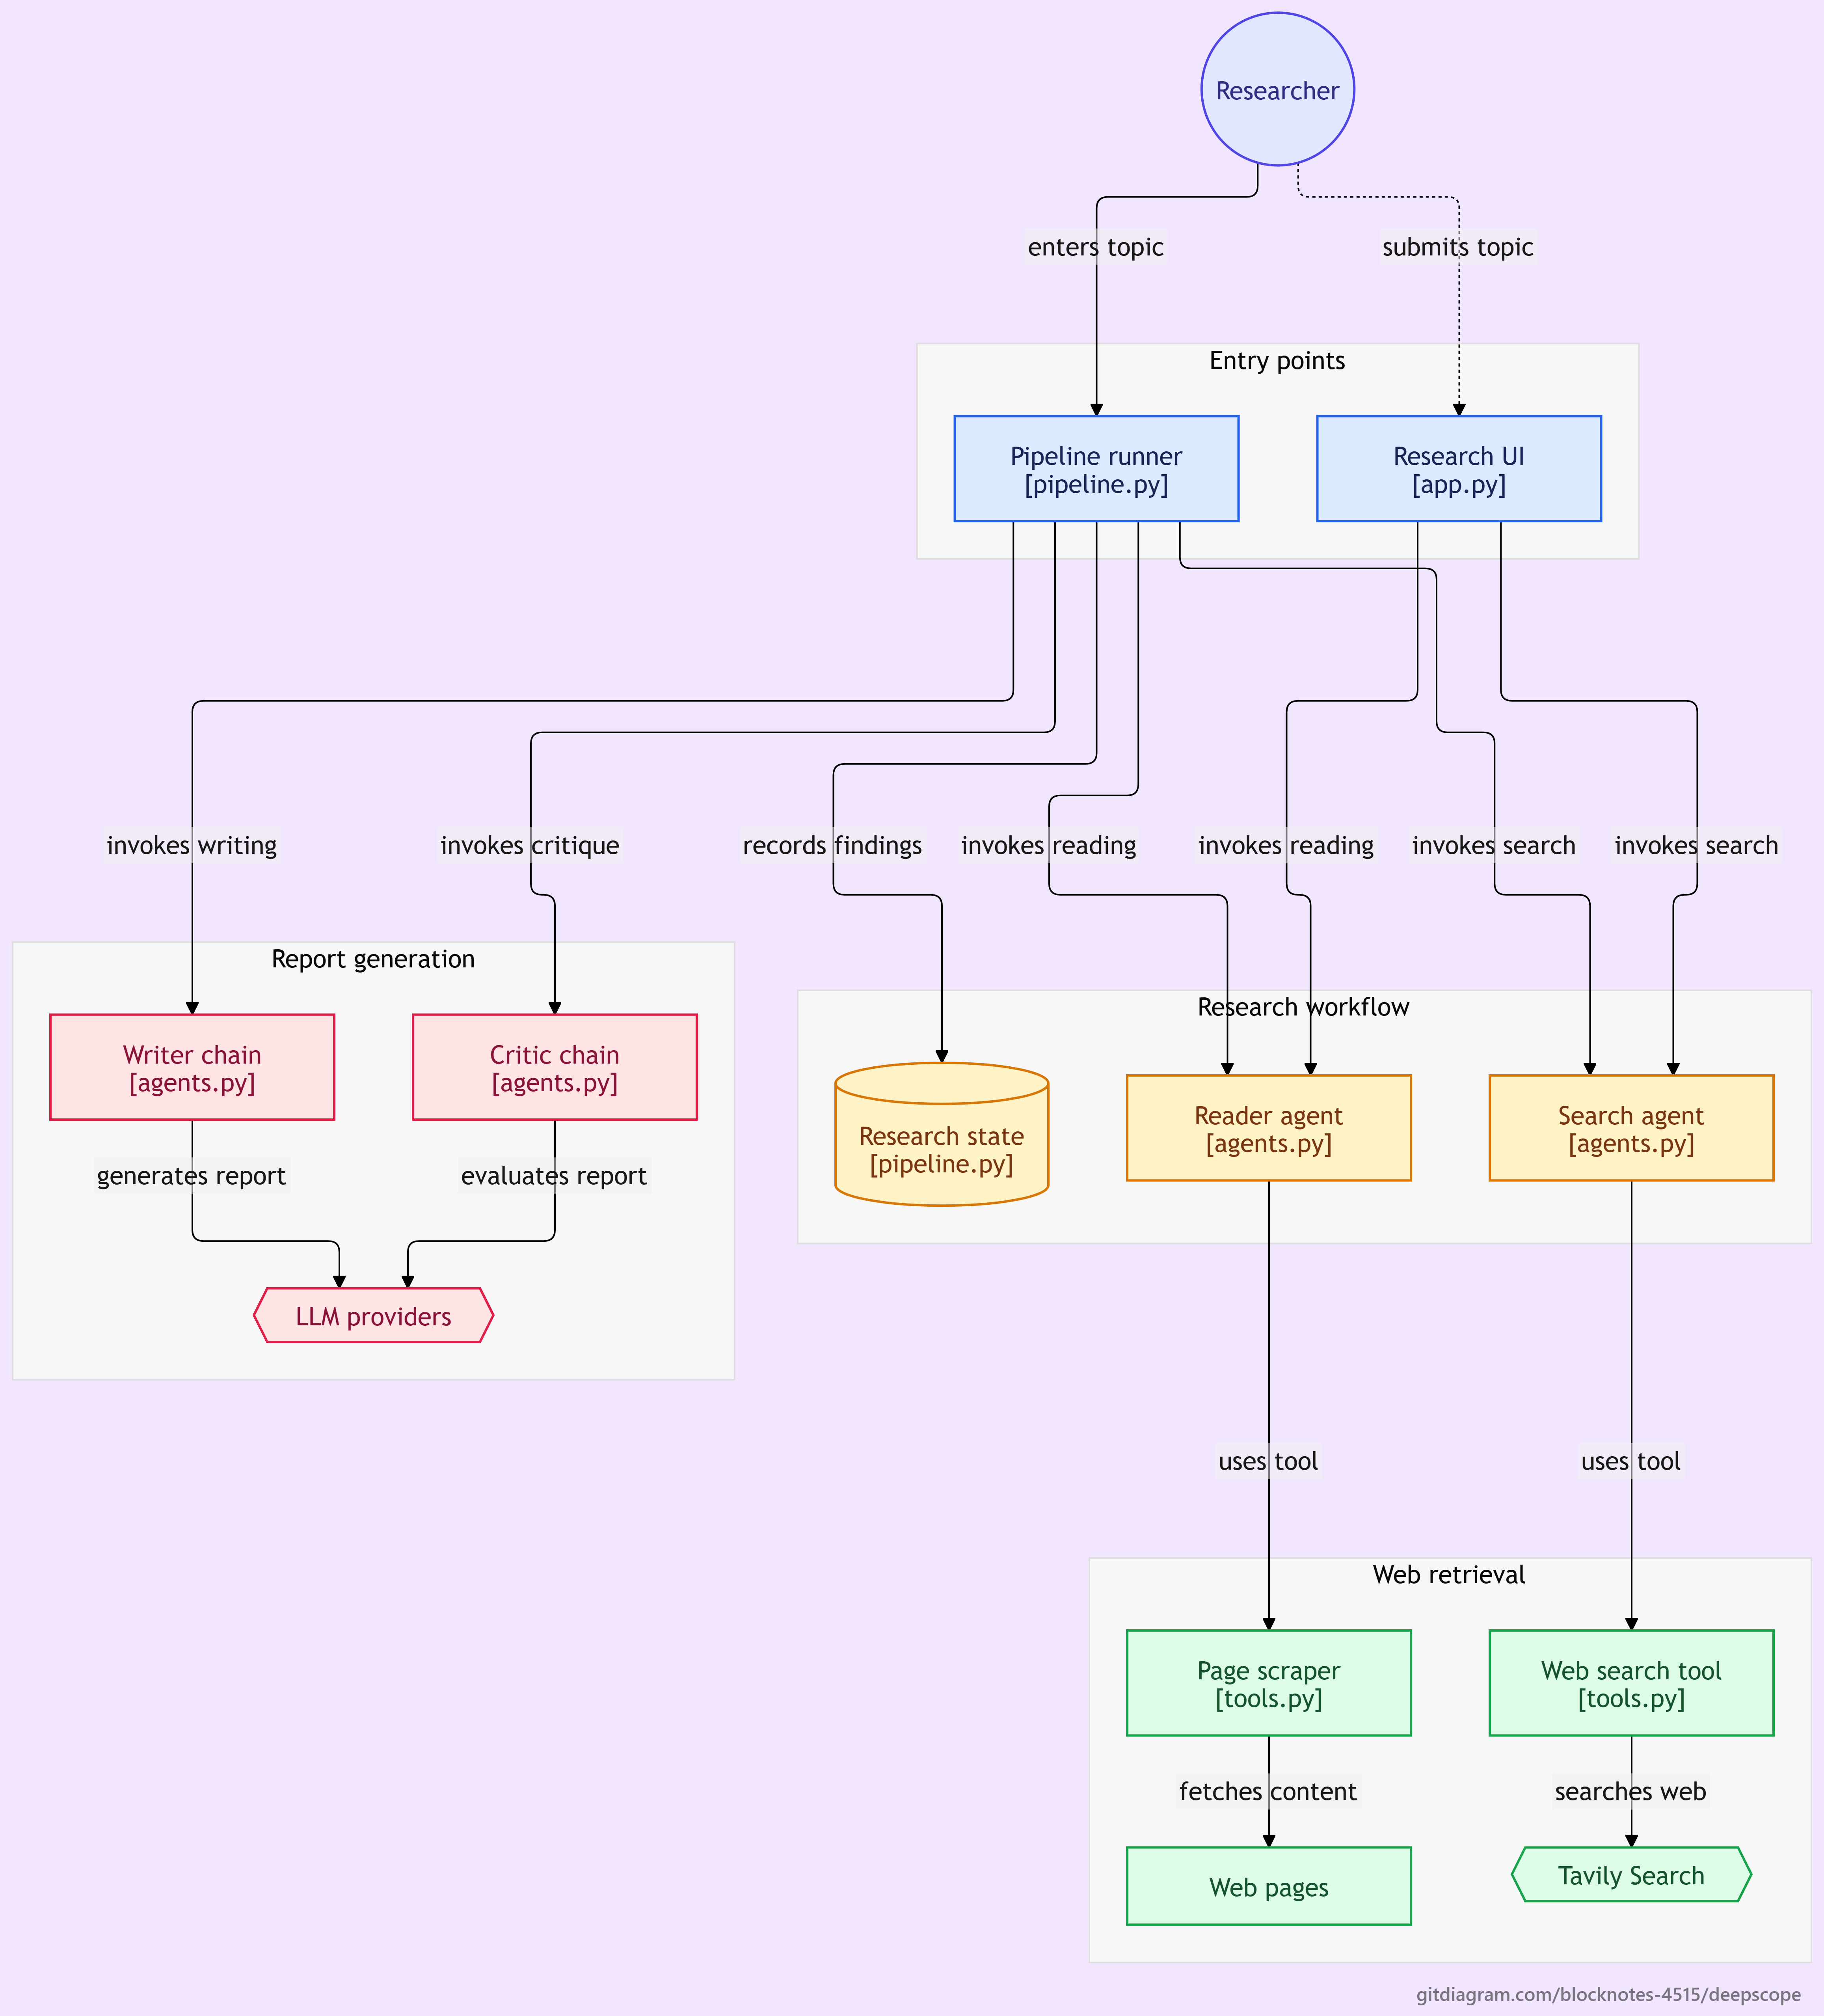 Researcher
enters topic
submits topic
Entry points
Pipeline runner
[pipeline.py]
Research UI
[app.py]
invokes writing
invokes critique
records findings
invokes reading
invokes reading
invokes search
invokes search
Report generation
Writer chain
[agents.py]
Critic chain
[agents.py]
generates report
evaluates report
LLM providers
Research workflow
Research state
[pipeline.py]
Reader agent
[agents.py]
Search agent
[agents.py]
uses tool
uses tool
Web retrieval
Page scraper
[tools.py]
Web search tool
[tools.py]
fetches content
searches web
Web pages
Tavily Search
gitdiagram.com/blocknotes-4515/deepscope